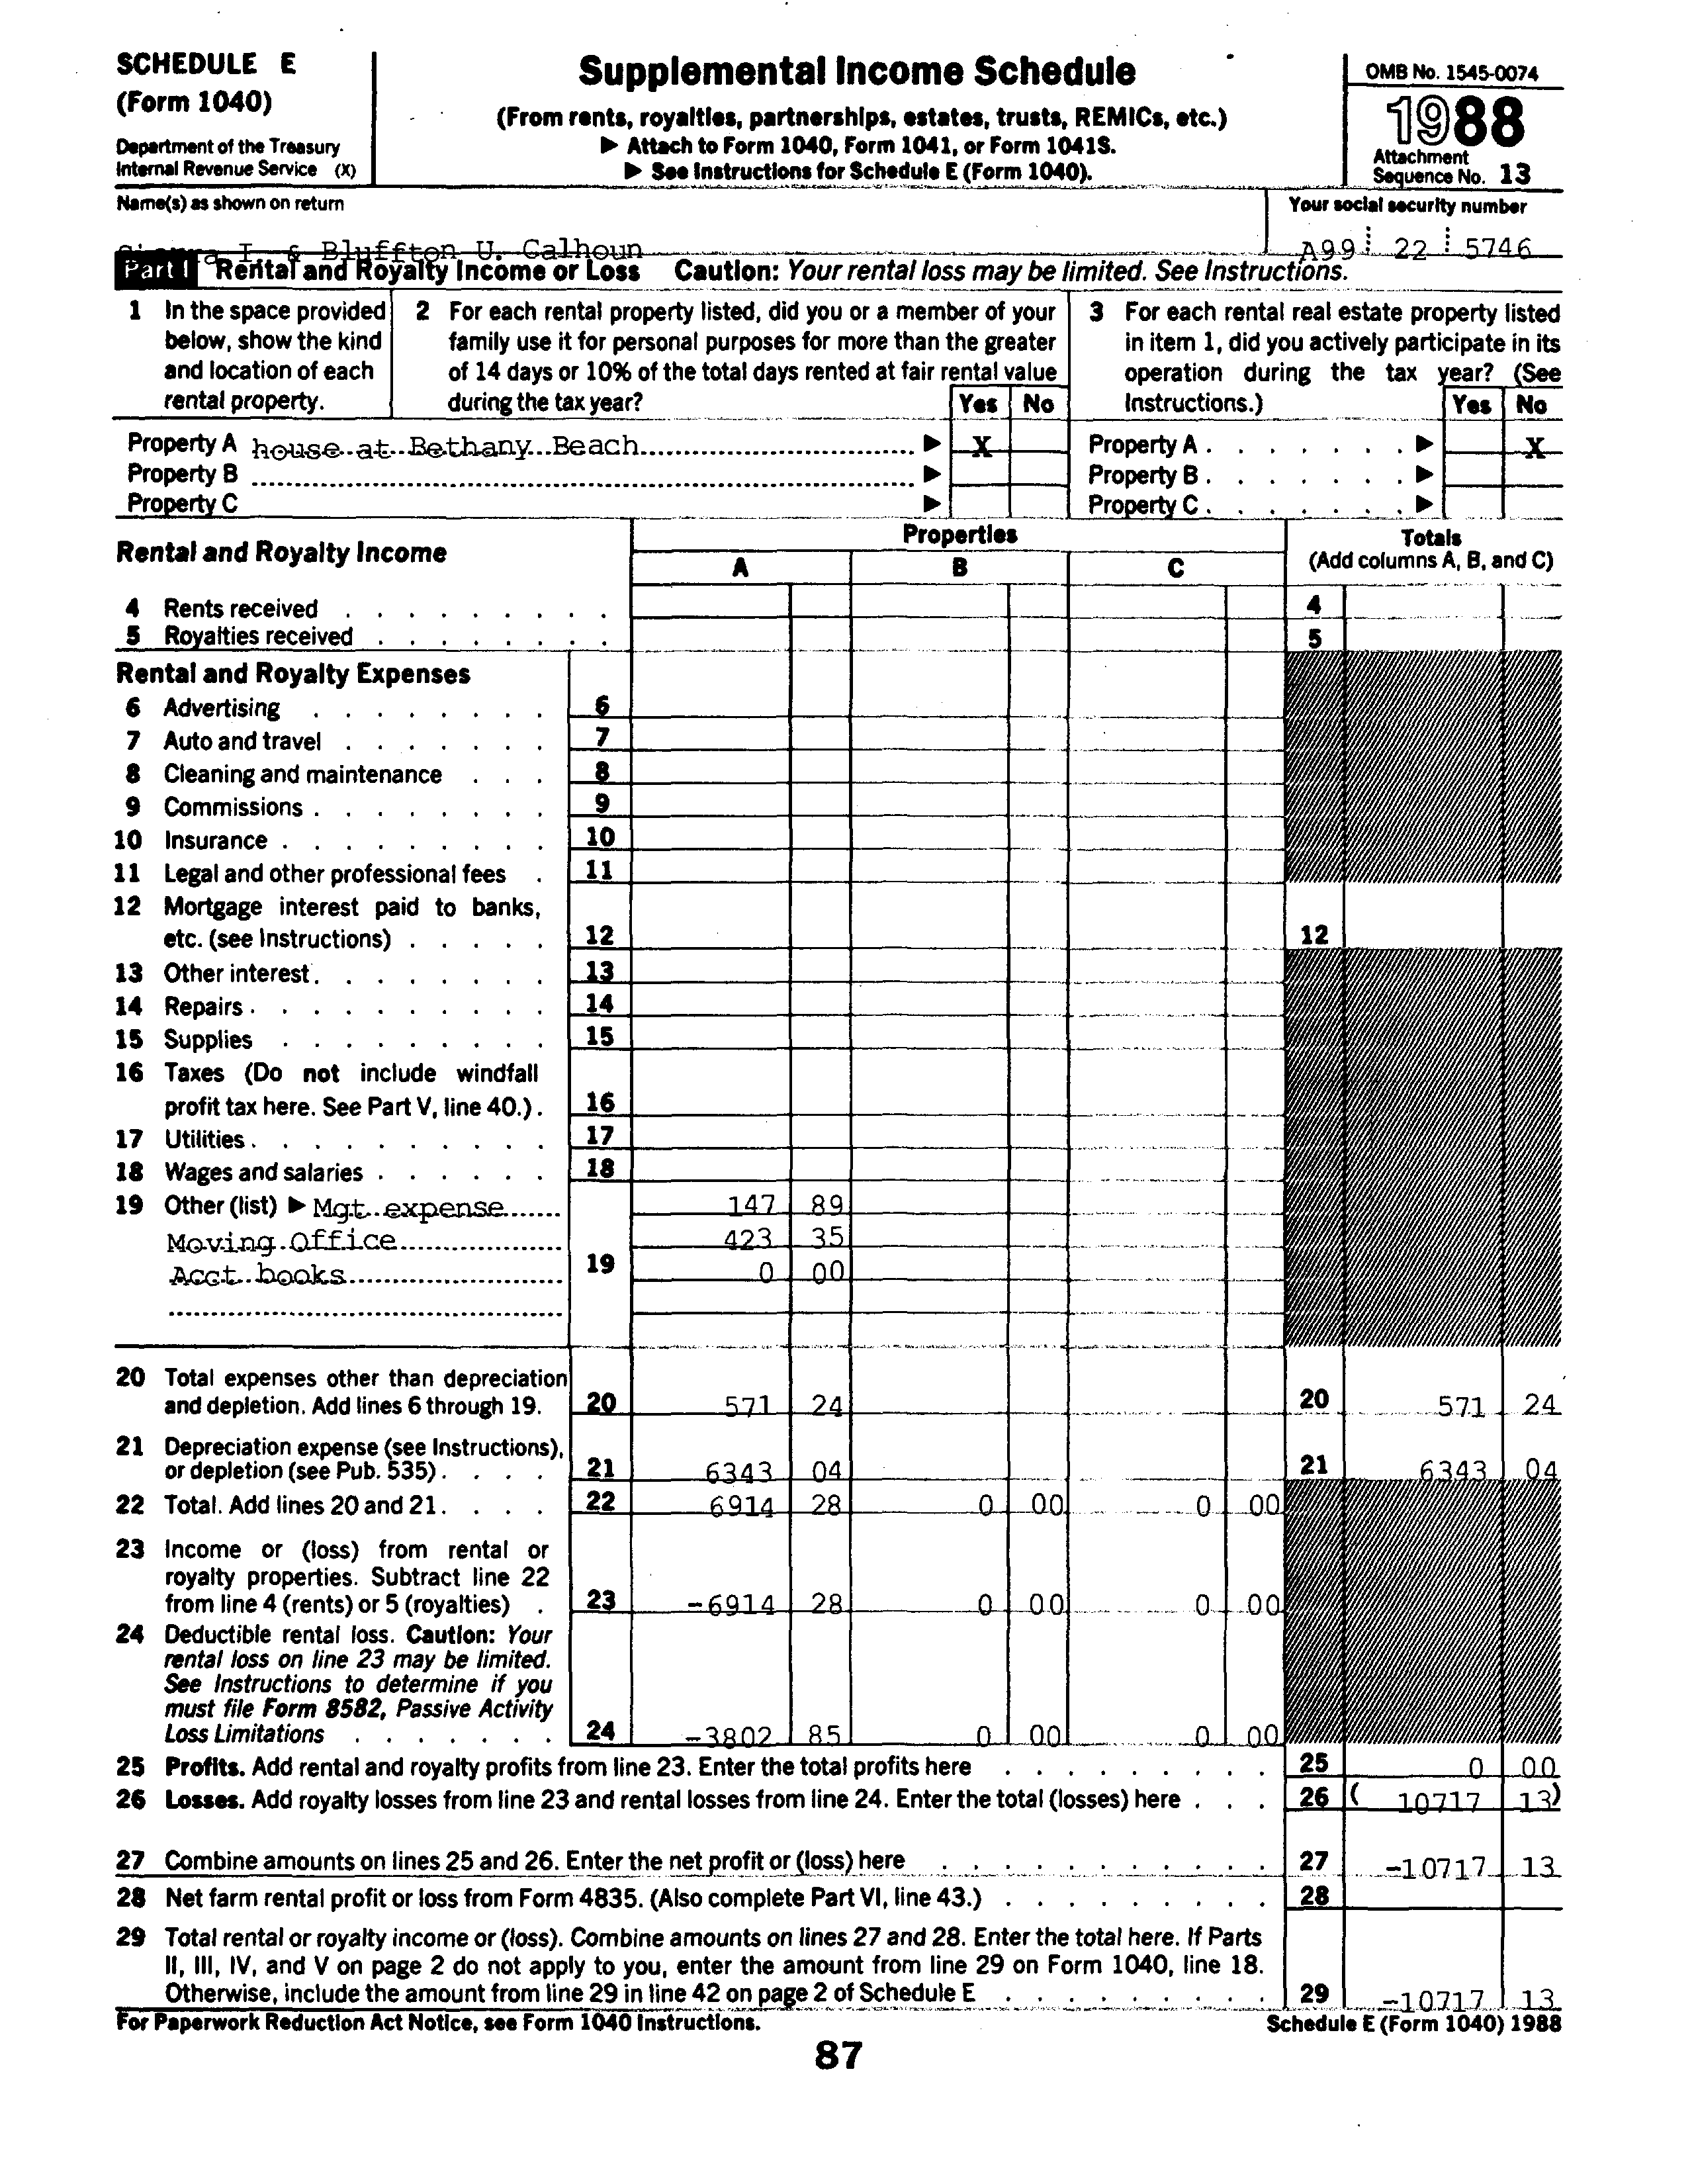 SCHEDULE E
(Form 1040)
Department of the Treasury
Internal Revenue Service (X)
Supplemental Income Schedule
(From rents, royalties, partnerships, estates, trusts, REMICs, etc.)
▶ Attach to Form 1040, Form 1041, or Form 1041S.
▶ See Instructions for Schedule E (Form 1040).
OMB No. 1545-0074
1988
Attachment
Sequence No. 13
Name(s) as shown on return
Your social security number
I. & Bluffton U. Calhoun
A99 22 5746
Part I Rental and Royalty Income or Loss Caution: Your rental loss may be limited. See Instructions.
1 In the space provided
below, show the kind
and location of each
rental property.
2 For each rental property listed, did you or a member of your
family use it for personal purposes for more than the greater
of 14 days or 10% of the total days rented at fair rental value
during the tax year? Yes No
3 For each rental real estate property listed
in item 1, did you actively participate in its
operation during the tax year? (See
Instructions.) Yes No
Property A house at Bethany Beach ▶ X
Property B ▶
Property C ▶
Property A . . . . . . . ▶ X
Property B . . . . . . . ▶
Property C . . . . . . . ▶
Rental and Royalty Income
Properties
A B C
Totals
(Add columns A, B, and C)
4 Rents received . . . . . . . . . 4
5 Royalties received . . . . . . . . 5
Rental and Royalty Expenses
6 Advertising . . . . . . . . 6
7 Auto and travel . . . . . . . 7
8 Cleaning and maintenance . . . 8
9 Commissions . . . . . . . . 9
10 Insurance . . . . . . . . . 10
11 Legal and other professional fees . 11
12 Mortgage interest paid to banks,
etc. (see Instructions) . . . . . 12 12
13 Other interest . . . . . . . . 13
14 Repairs . . . . . . . . . . 14
15 Supplies . . . . . . . . . 15
16 Taxes (Do not include windfall
profit tax here. See Part V, line 40.) . 16
17 Utilities . . . . . . . . . . 17
18 Wages and salaries . . . . . . 18
19 Other (list) ▶ Mgt expense 147 89
Moving Office 423 35
19
Acct books 0 00
20 Total expenses other than depreciation
and depletion. Add lines 6 through 19. 20 571 24 20 571 24
21 Depreciation expense (see Instructions),
or depletion (see Pub. 535) . . . . 21 6343 04 21 6343 04
22 Total. Add lines 20 and 21 . . . . 22 6914 28 0 00 0 00
23 Income or (loss) from rental or
royalty properties. Subtract line 22
from line 4 (rents) or 5 (royalties) . 23 -6914 28 0 00 0 00
24 Deductible rental loss. Caution: Your
rental loss on line 23 may be limited.
See Instructions to determine if you
must file Form 8582, Passive Activity
Loss Limitations . . . . . . . 24 -3802 85 0 00 0 00
25 Profits. Add rental and royalty profits from line 23. Enter the total profits here . . . . . . . . . 25 0 00
26 Losses. Add royalty losses from line 23 and rental losses from line 24. Enter the total (losses) here . . . 26 ( 10717 13)
27 Combine amounts on lines 25 and 26. Enter the net profit or (loss) here . . . . . . . . . . . 27 -10717 13
28 Net farm rental profit or loss from Form 4835. (Also complete Part VI, line 43.) . . . . . . . . . 28
29 Total rental or royalty income or (loss). Combine amounts on lines 27 and 28. Enter the total here. If Parts
II, III, IV, and V on page 2 do not apply to you, enter the amount from line 29 on Form 1040, line 18.
Otherwise, include the amount from line 29 in line 42 on page 2 of Schedule E . . . . . . . . . 29 -10717 13
For Paperwork Reduction Act Notice, see Form 1040 Instructions.
Schedule E (Form 1040) 1988
87